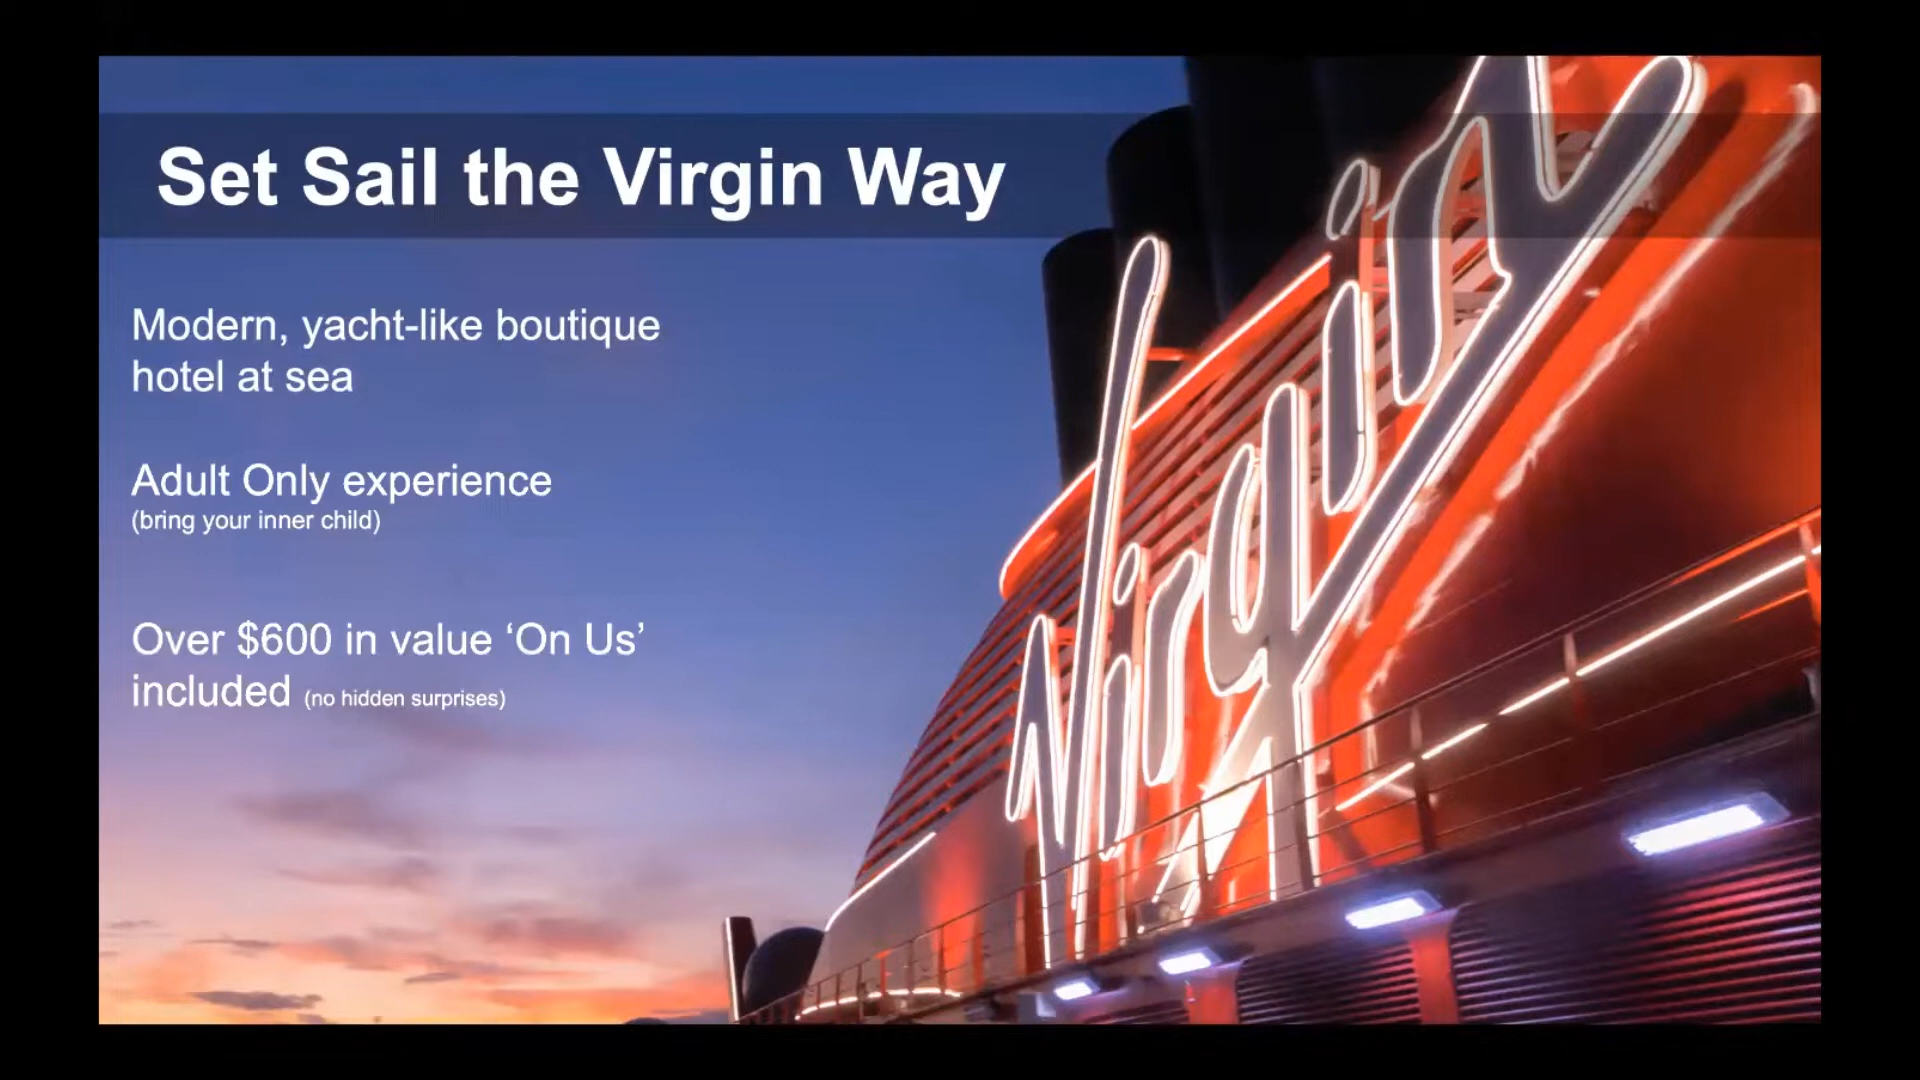 Set Sail the Virgin Way
Modern, yacht-like boutique
hotel at sea
Adult Only experience
(bring your inner child)
Over $600 in value ‘On Us’
included (no hidden surprises)
Virgin